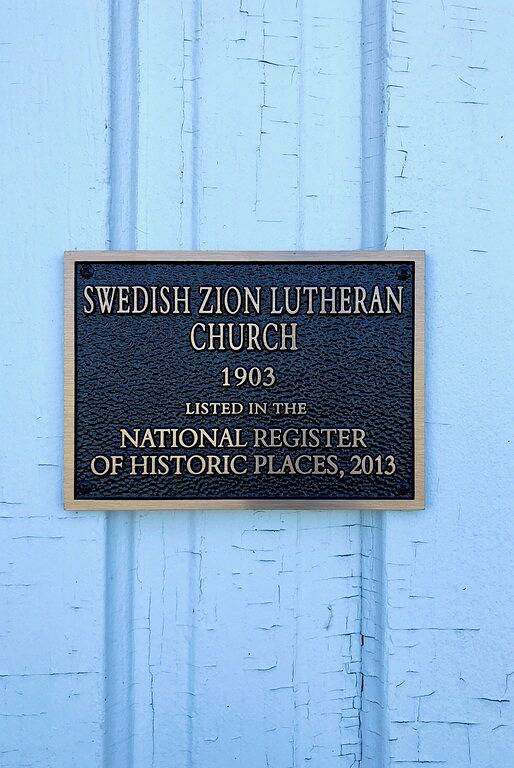 SWEDISH ZION LUTHERAN
CHURCH
1903
LISTED IN THE
NATIONAL REGISTER
OF HISTORIC PLACES, 2013